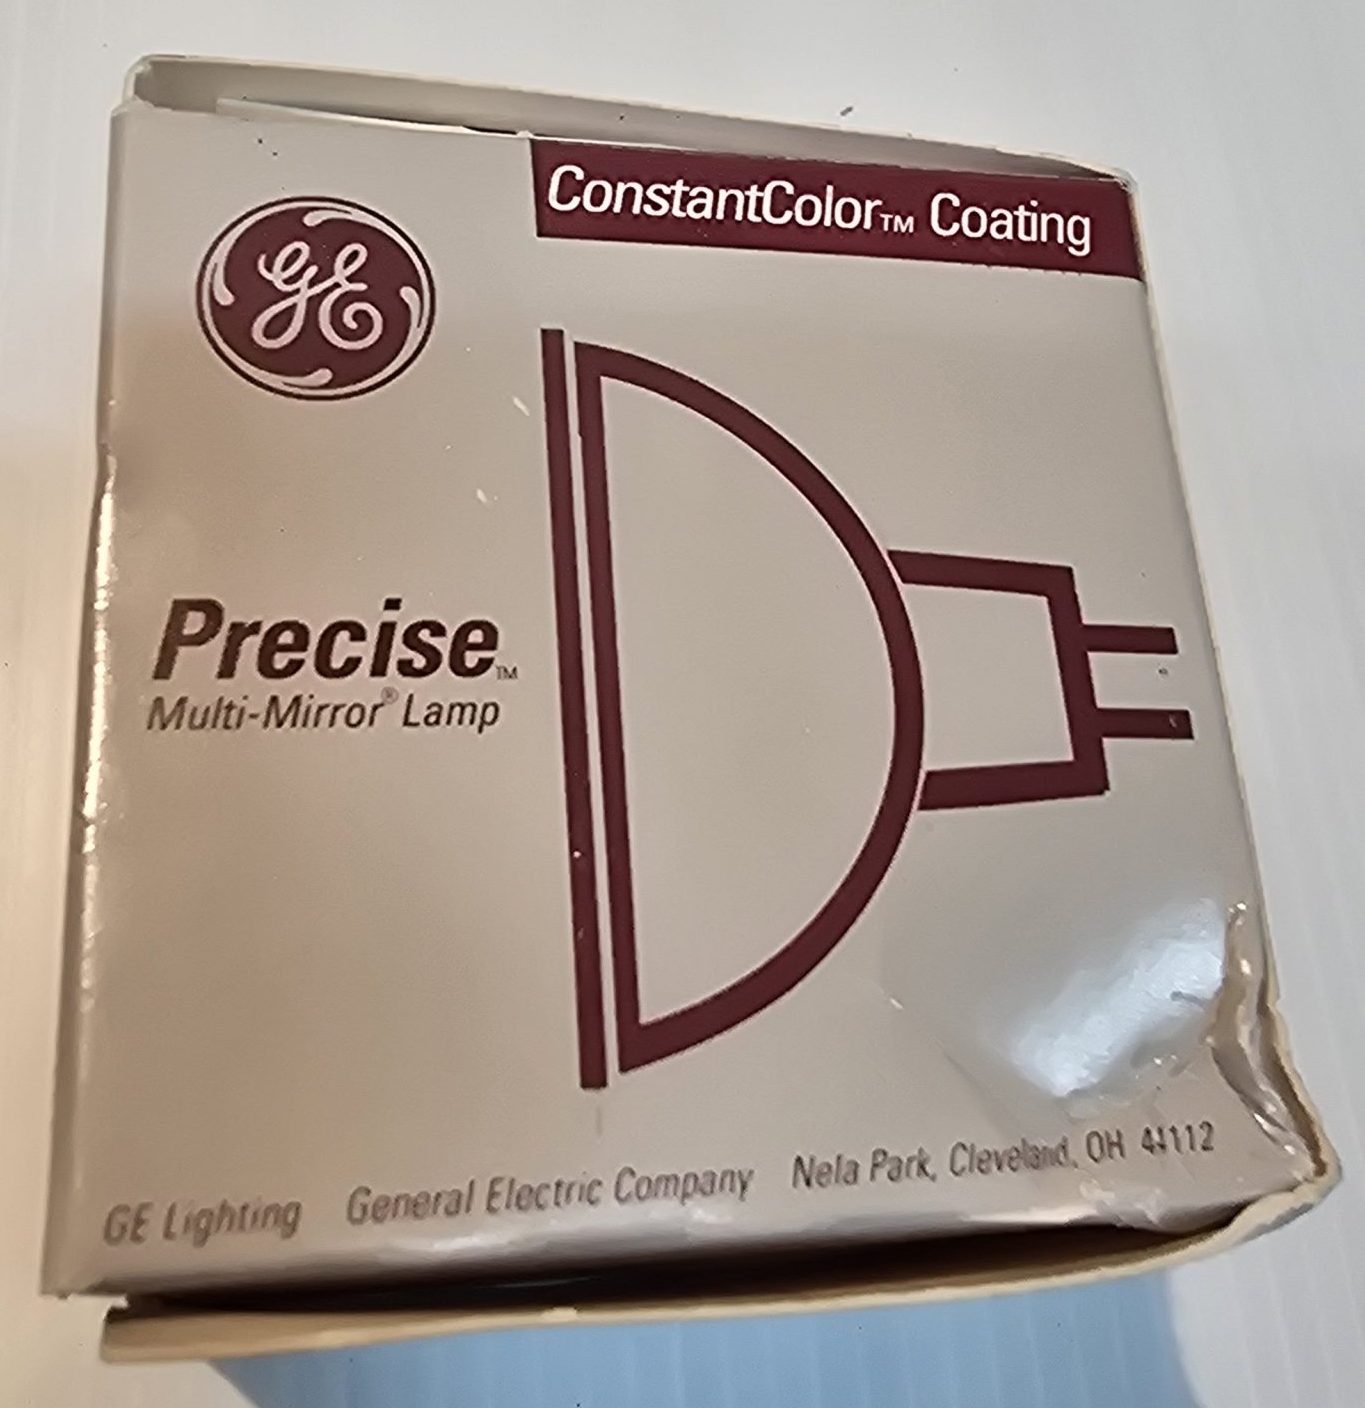 ConstantColor™ Coating
GE
Precise™
Multi-Mirror® Lamp
GE Lighting General Electric Company Nela Park, Cleveland, OH 44112